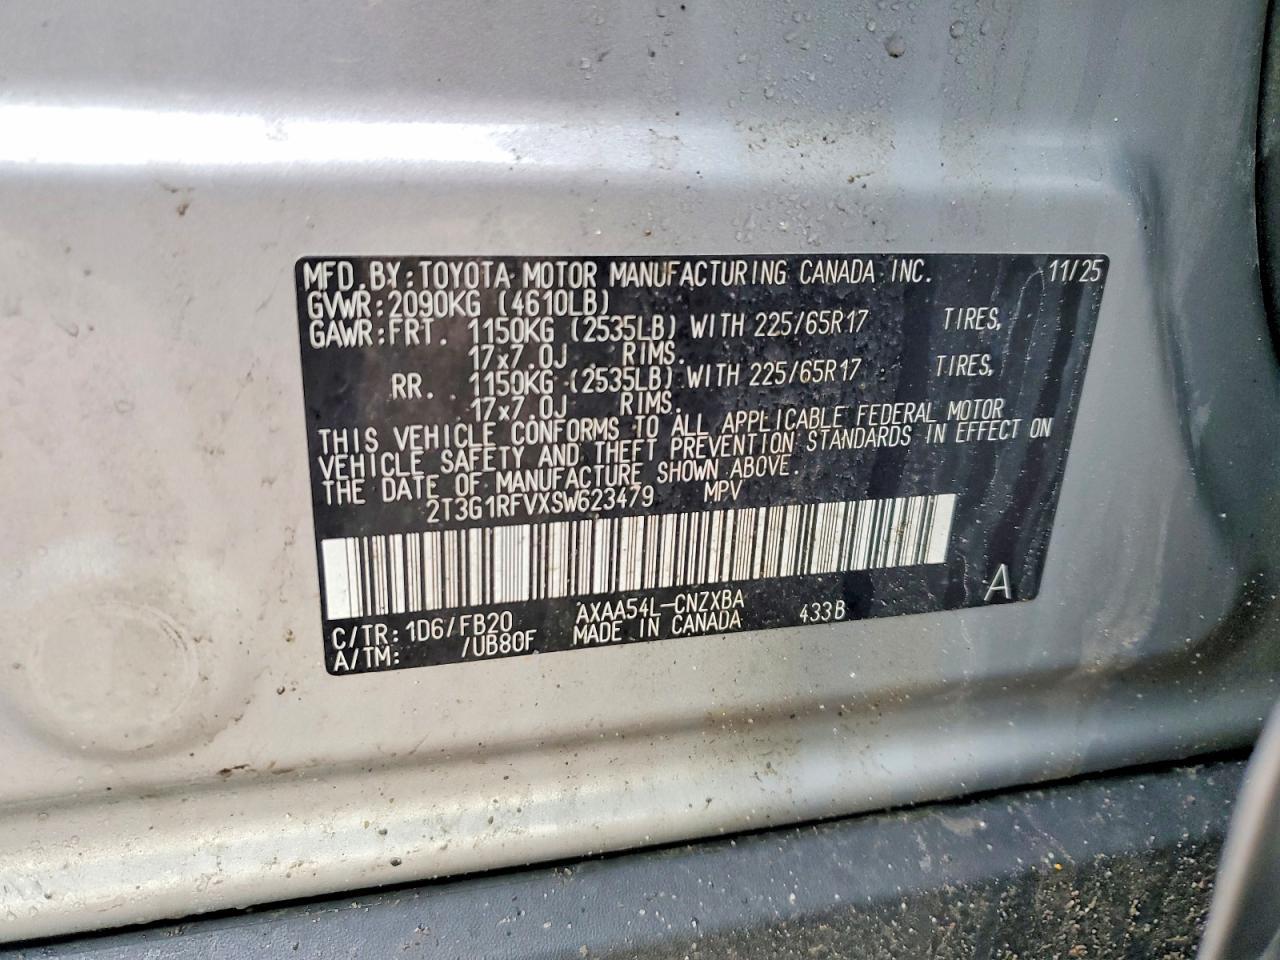 MFD.BY:TOYOTA MOTOR MANUFACTURING CANADA INC. 11/25
GVWR:2090KG (4610LB)
GAWR:FRT. 1150KG (2535LB) WITH 225/65R17 TIRES,
17x7.0J RIMS.
RR. 1150KG (2535LB) WITH 225/65R17 TIRES,
17x7.0J RIMS.
THIS VEHICLE CONFORMS TO ALL APPLICABLE FEDERAL MOTOR
VEHICLE SAFETY AND THEFT PREVENTION STANDARDS IN EFFECT ON
THE DATE OF MANUFACTURE SHOWN ABOVE.
2T3G1RFVXSW623479 MPV
C/TR:1D6/FB20 AXAA54L-CNZXBA 433B A
A/TM: /UB80F MADE IN CANADA